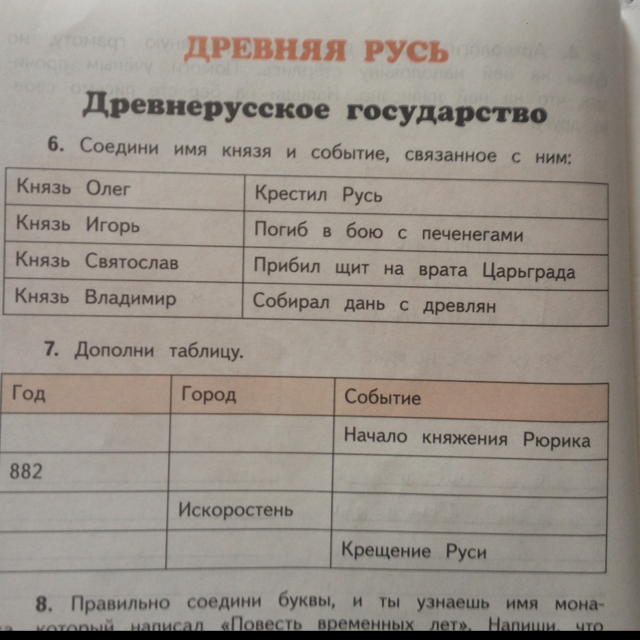 ДРЕВНЯЯ РУСЬ
Древнерусское государство
6. Соедини имя князя и событие, связанное с ним:
Князь Олег Крестил Русь
Князь Игорь Погиб в бою с печенегами
Князь Святослав Прибил щит на врата Царьграда
Князь Владимир Собирал дань с древлян
7. Дополни таблицу.
Год Город Событие
Начало княжения Рюрика
882
Искоростень
Крещение Руси
8. Правильно соедини буквы, и ты узнаешь имя мона-
который написал «Повесть временных лет». Напиши, что